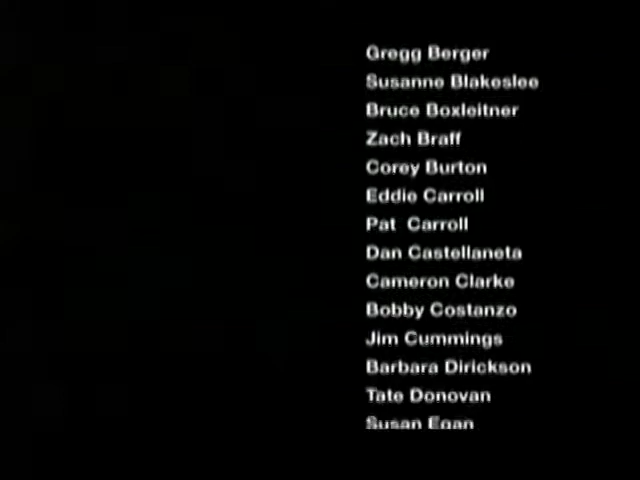 Gregg Berger
Susanne Blakeslee
Bruce Boxleitner
Zach Braff
Corey Burton
Eddie Carroll
Pat  Carroll
Dan Castellaneta
Cameron Clarke
Bobby Costanzo
Jim Cummings
Barbara Dirickson
Tate Donovan
Susan Egan